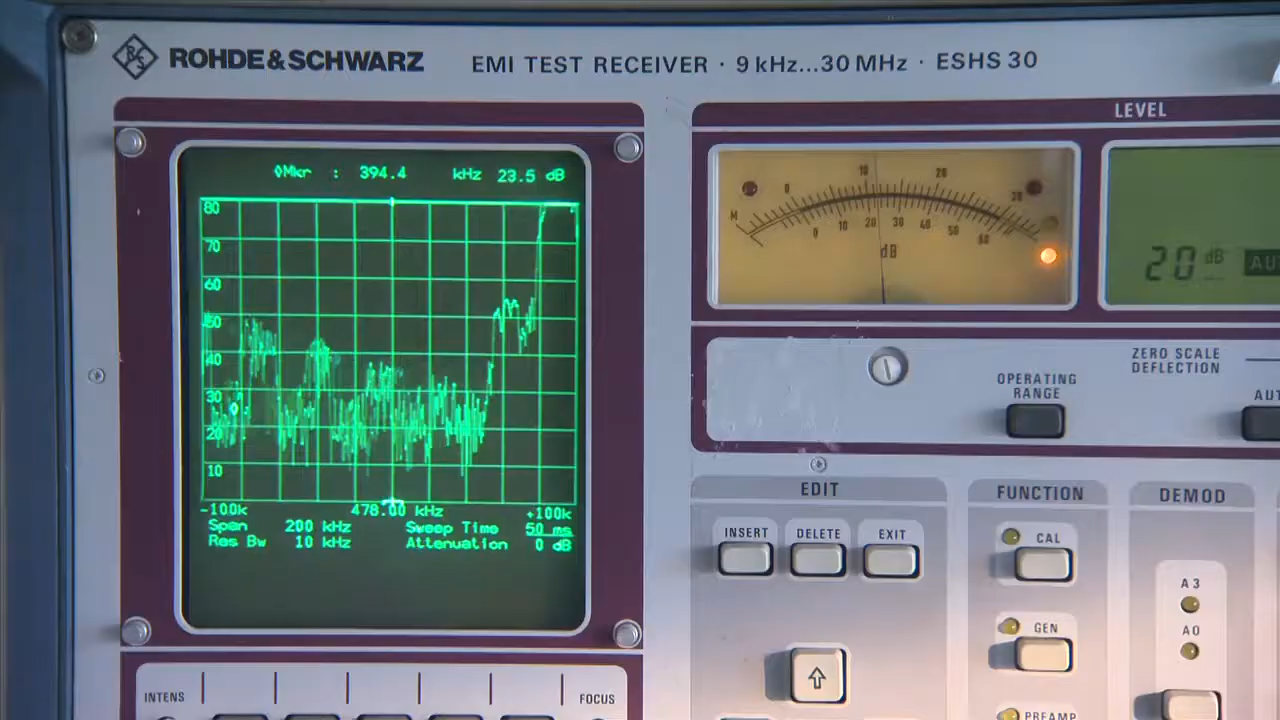 R&S ROHDE & SCHWARZ EMI TEST RECEIVER · 9 kHz...30 MHz · ESHS 30
LEVEL
◊Mkr : 394.4 kHz 23.5 dB
80
70
60
50
40
30
20
10
-100k 478.00 kHz +100k
Span 200 kHz Sweep Time 50 ms
Res Bw 10 kHz Attenuation 0 dB
INTENS FOCUS
M 0 10 20 30
0 10 20 30 40 50 60
dB
20 dB
OPERATING
RANGE
ZERO SCALE
DEFLECTION
EDIT
INSERT DELETE EXIT
FUNCTION
CAL
GEN
PREAMP
DEMOD
A3
A0